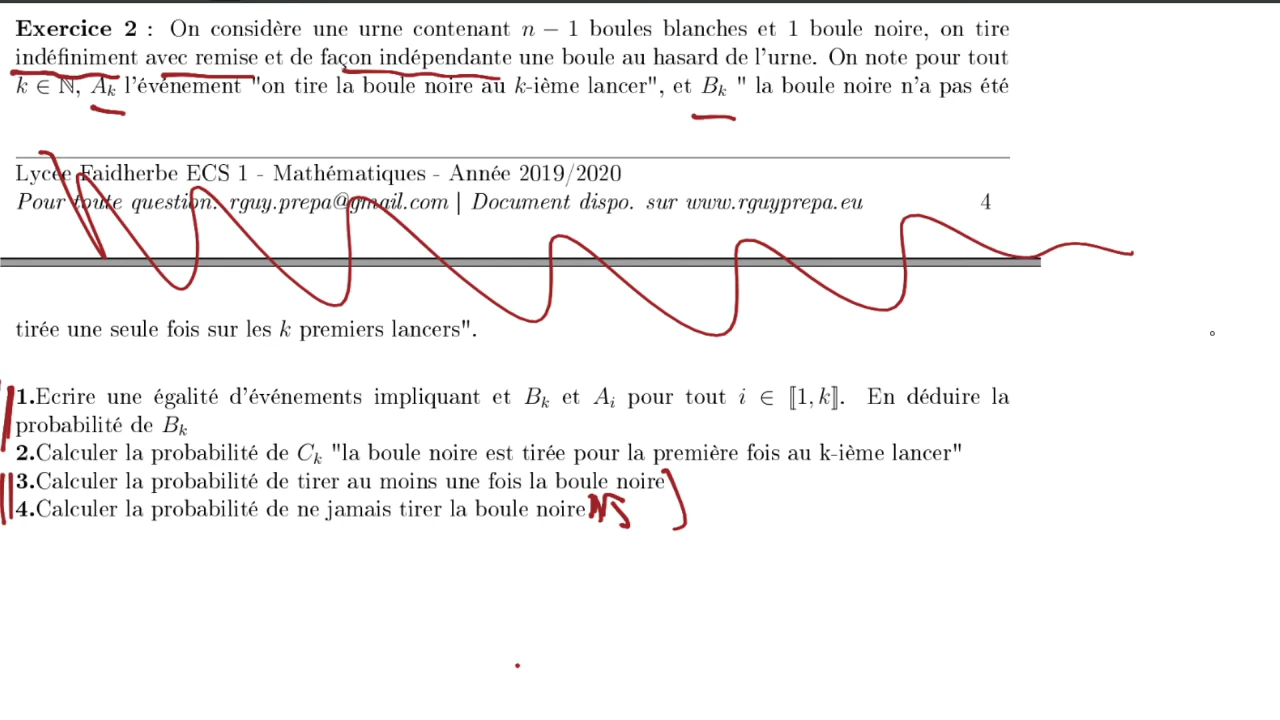 Exercice 2 : On considère une urne contenant n − 1 boules blanches et 1 boule noire, on tire
indéfiniment avec remise et de façon indépendante une boule au hasard de l'urne. On note pour tout
k ∈ ℕ, A_k l'événement "on tire la boule noire au k-ième lancer", et B_k " la boule noire n'a pas été
Lycée Faidherbe ECS 1 - Mathématiques - Année 2019/2020
Pour toute question: rguy.prepa@gmail.com | Document dispo. sur www.rguyprepa.eu 4
tirée une seule fois sur les k premiers lancers".
1.Ecrire une égalité d'événements impliquant et B_k et A_i pour tout i ∈ ⟦1, k⟧. En déduire la
probabilité de B_k
2.Calculer la probabilité de C_k "la boule noire est tirée pour la première fois au k-ième lancer"
3.Calculer la probabilité de tirer au moins une fois la boule noire
4.Calculer la probabilité de ne jamais tirer la boule noire